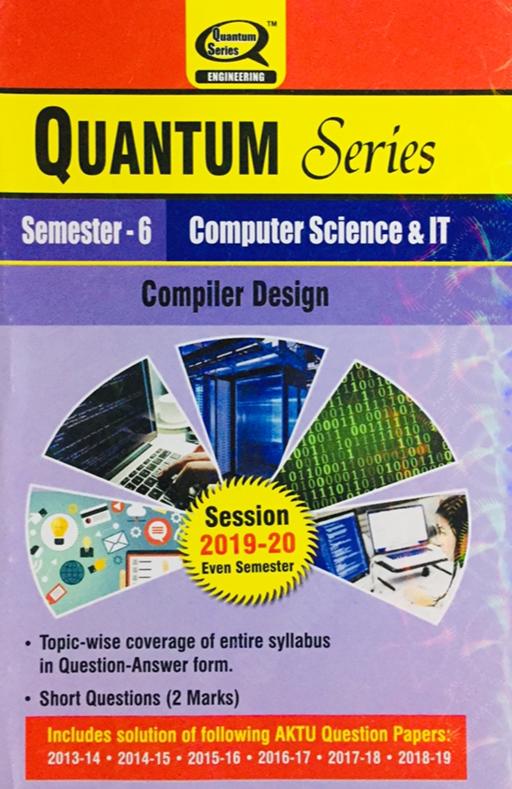 Quantum
Series
TM
ENGINEERING
QUANTUM Series
Semester - 6 Computer Science & IT
Compiler Design
Session
2019-20
Even Semester
• Topic-wise coverage of entire syllabus
in Question-Answer form.
• Short Questions (2 Marks)
Includes solution of following AKTU Question Papers:
2013-14 • 2014-15 • 2015-16 • 2016-17 • 2017-18 • 2018-19